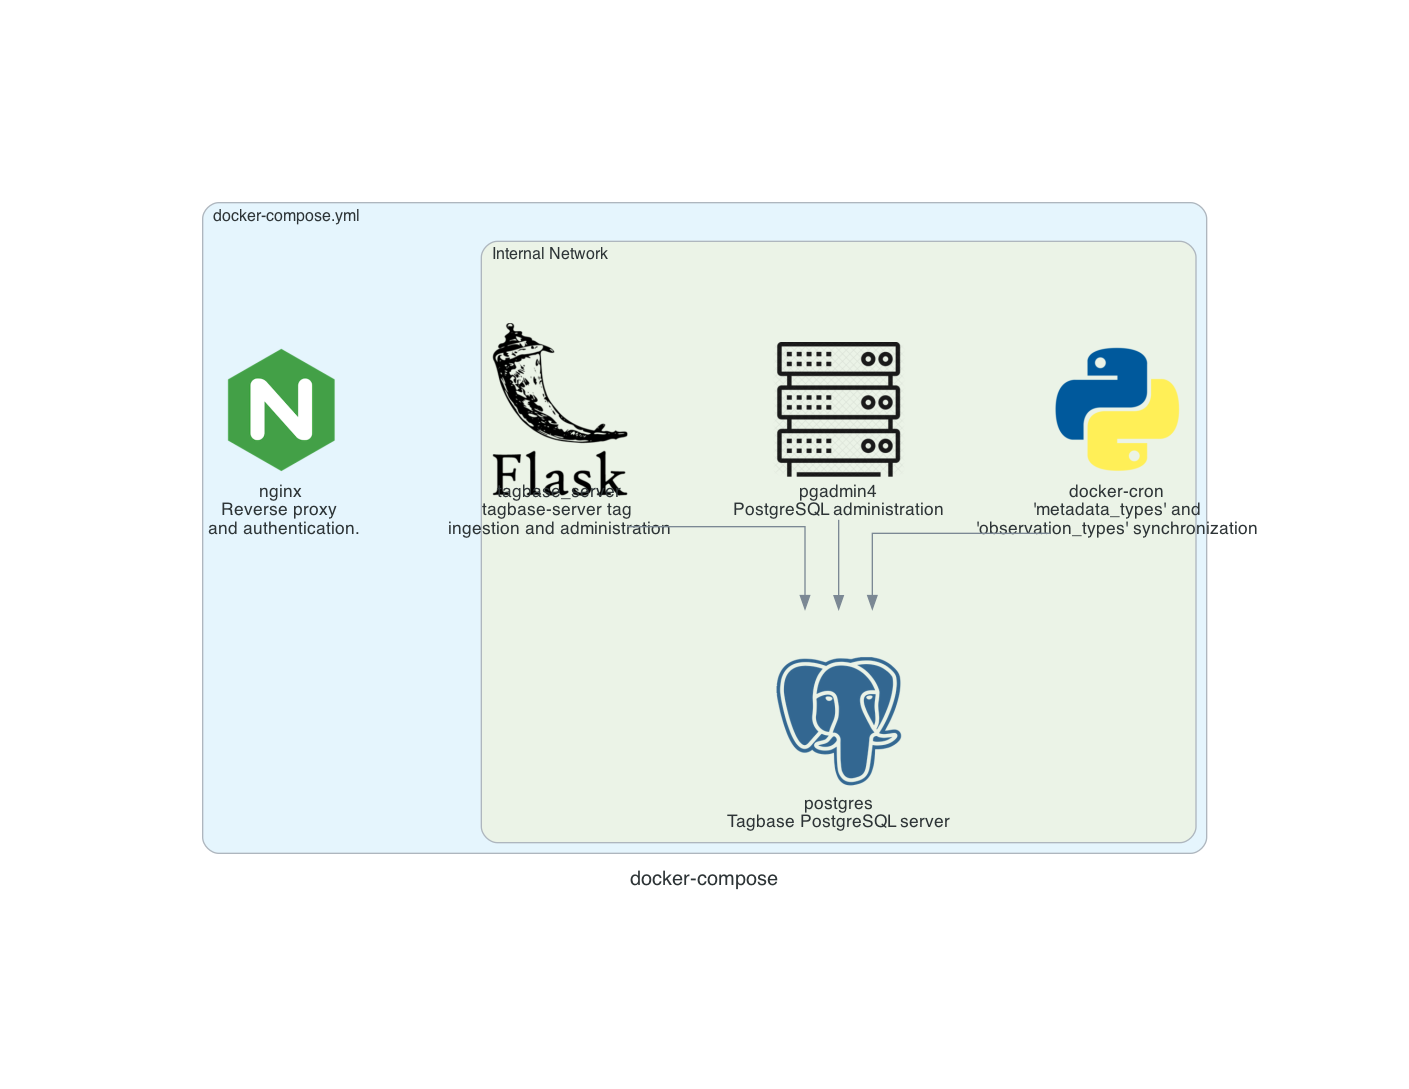 docker-compose.yml
Internal Network
Flask
nginx
Reverse proxy
and authentication.
tagbase_server
tagbase-server tag
ingestion and administration
pgadmin4
PostgreSQL administration
docker-cron
'metadata_types' and
'observation_types' synchronization
postgres
Tagbase PostgreSQL server
docker-compose